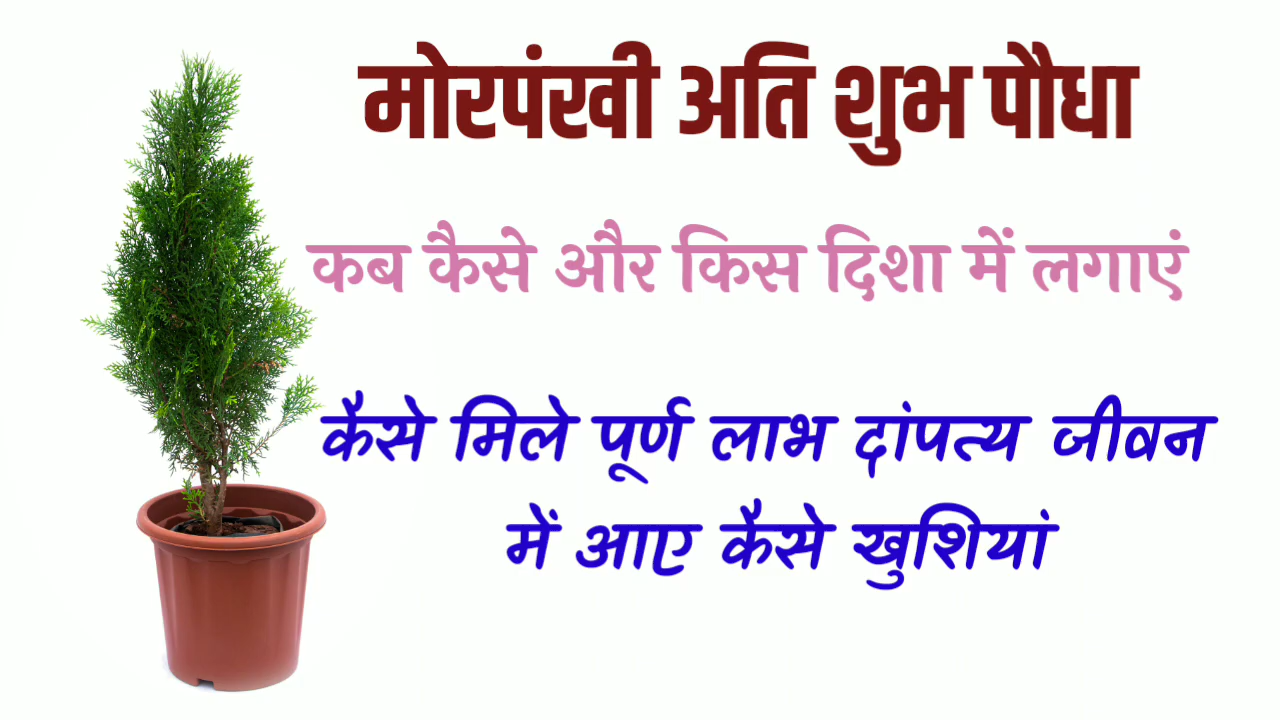 मोरपंखी अति शुभ पौधा
कब कैसे और किस दिशा में लगाएं
कैसे मिले पूर्ण लाभ दांपत्य जीवन
में आए कैसे खुशियां